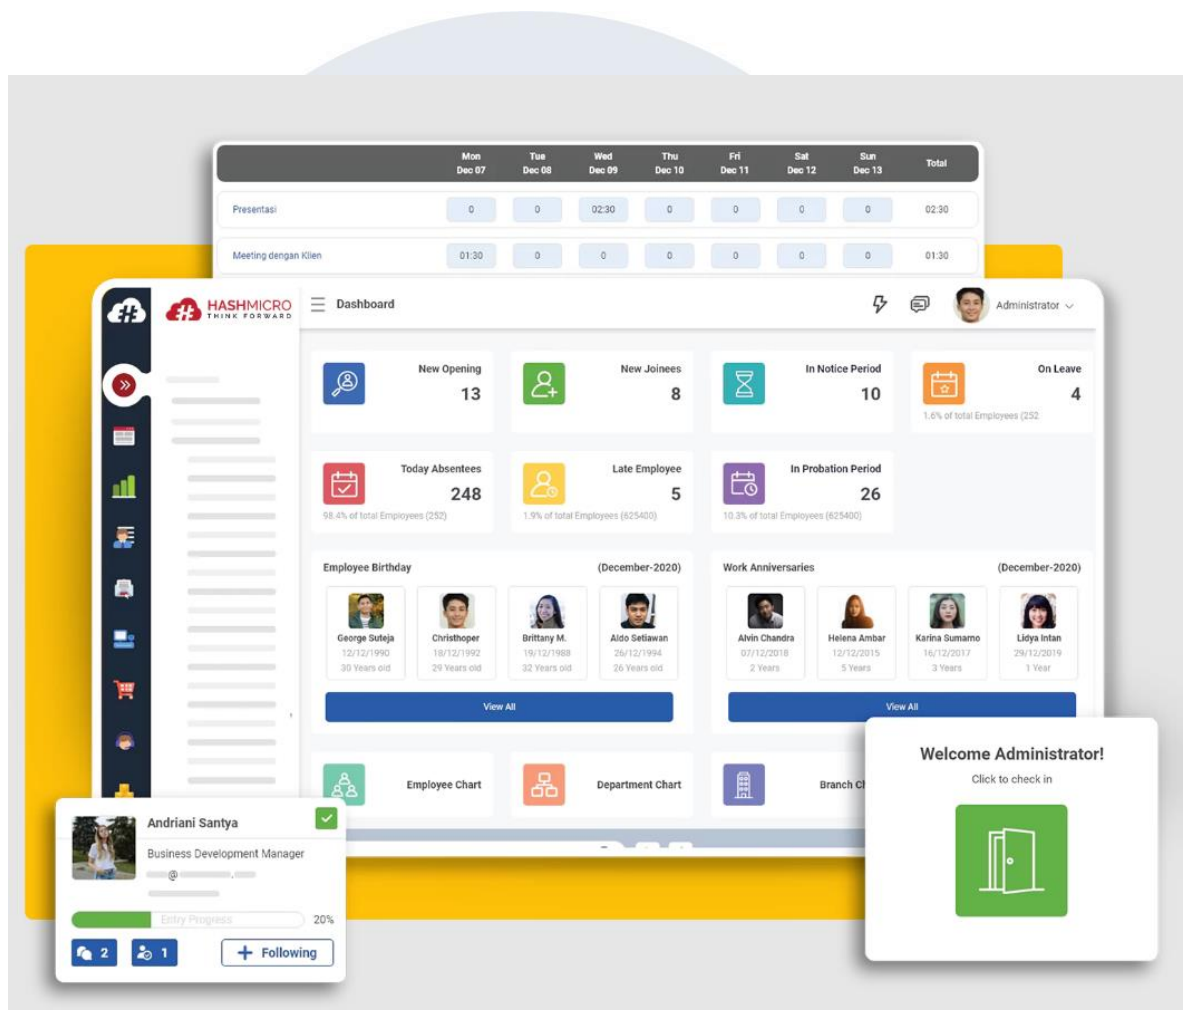 Mon Tue Wed Thu Fri Sat Sun Total
Dec 07 Dec 08 Dec 09 Dec 10 Dec 11 Dec 12 Dec 13
Presentasi 0 0 02:30 0 0 0 0 02:30
Meeting dengan Klien 01:30 0 0 0 0 0 0 01:30
# # HASHMICRO Dashboard Administrator
THINK FORWARD
New Opening New Joinees In Notice Period On Leave
13 8 10 4
1.6% of total Employees (252
Today Absentees Late Employee In Probation Period
248 5 26
98.4% of total Employees (252) 1.9% of total Employees (625400) 10.3% of total Employees (625400)
Employee Birthday (December-2020) Work Anniversaries (December-2020)
George Suteja Christhoper Brittany M. Aldo Setiawan Alvin Chandra Helena Ambar Karina Sumarno Lidya Intan
12/12/1990 18/12/1992 19/12/1988 26/12/1994 07/12/2018 12/12/2015 16/12/2017 29/12/2019
30 Years old 29 Years old 32 Years old 26 Years old 2 Years 5 Years 3 Years 1 Year
View All View All
Employee Chart Department Chart Branch Ch
Welcome Administrator!
Click to check in
Andriani Santya
Business Development Manager
@ .
Entry Progress 20%
2 1 + Following